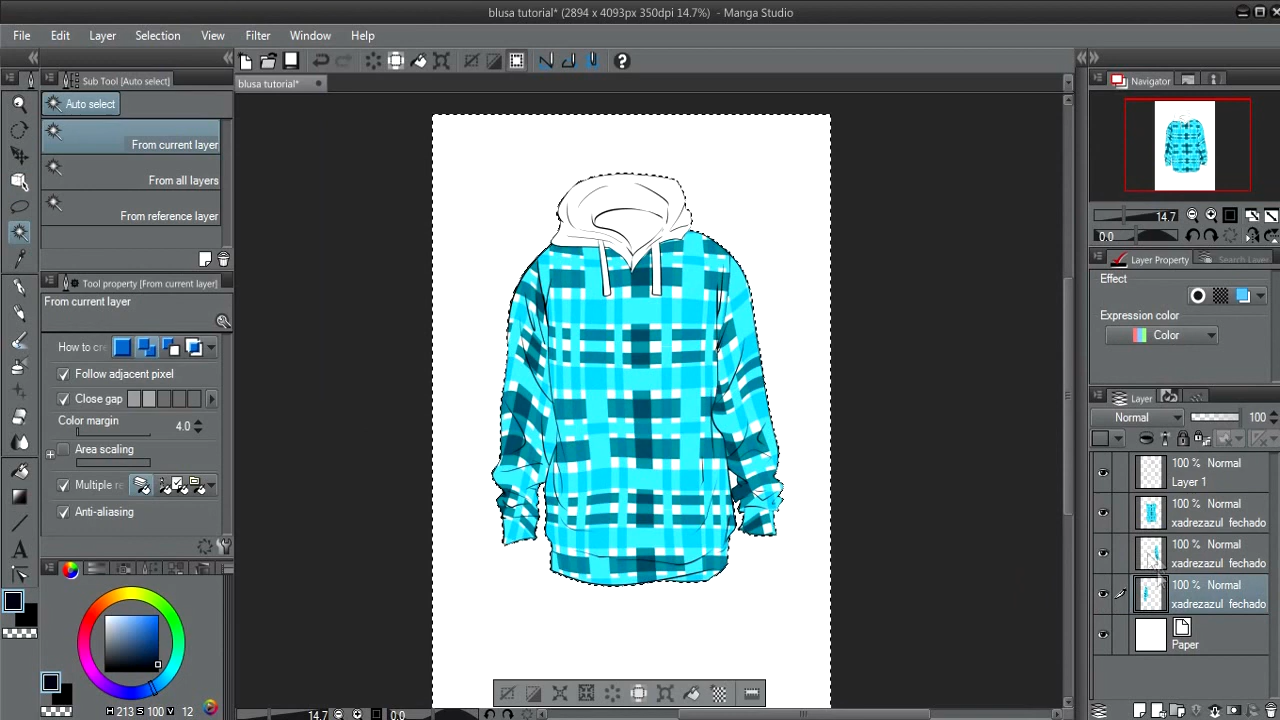 blusa tutorial* (2894 x 4093px 350dpi 14.7%) - Manga Studio
File Edit Layer Selection View Filter Window Help
Sub Tool [Auto select]
blusa tutorial*
Navigator
Auto select
From current layer
From all layers
From reference layer
14.7
0.0
Tool property [From current layer]
From current layer
Layer Property
Search Layer
Effect
Expression color
Color
How to cre
Follow adjacent pixel
Close gap
Color margin
4.0
Area scaling
Multiple re
Anti-aliasing
Layer
Normal 100
100 % Normal
Layer 1
100 % Normal
xadrezazul fechado
100 % Normal
xadrezazul fechado
100 % Normal
xadrezazul fechado
Paper
H 213 S 100 V 12
14.7 0.0